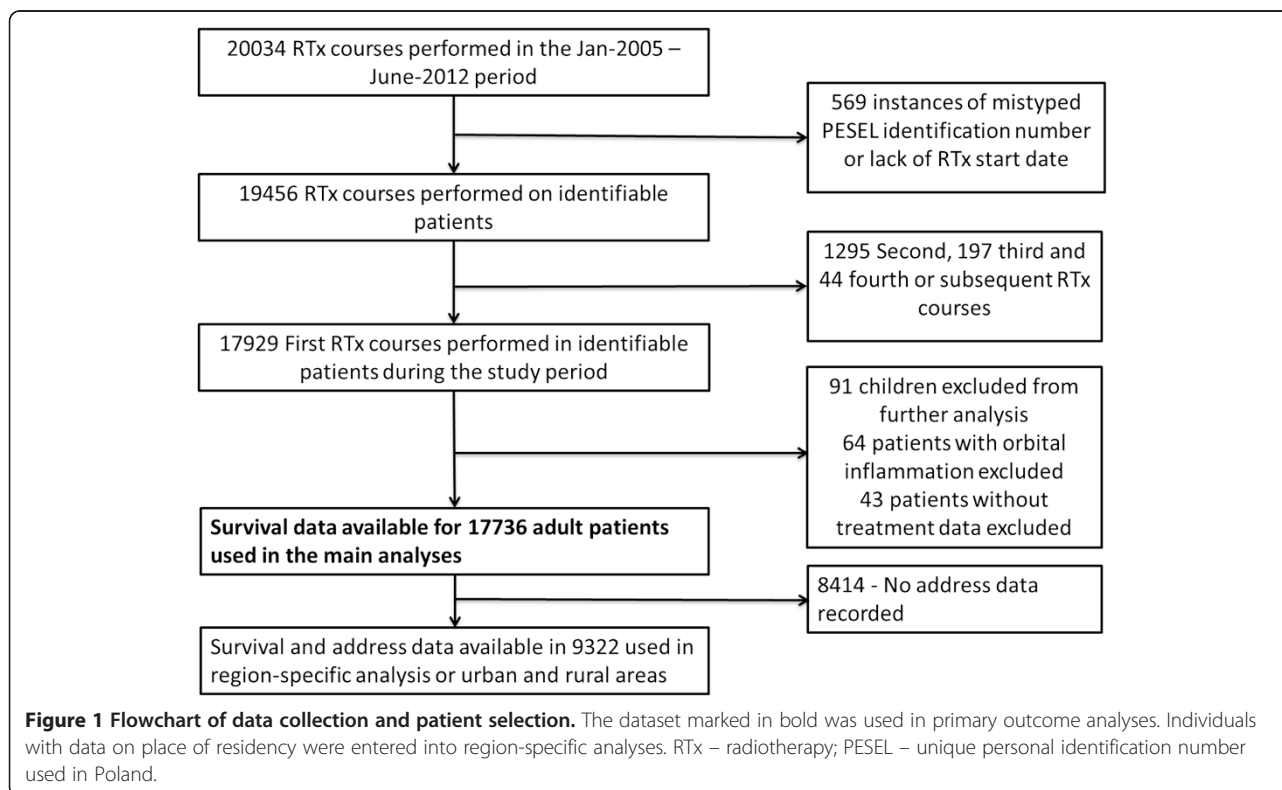 20034 RTx courses performed in the Jan-2005 –
June-2012 period
569 instances of mistyped
PESEL identification number
or lack of RTx start date
19456 RTx courses performed on identifiable
patients
1295 Second, 197 third and
44 fourth or subsequent RTx
courses
17929 First RTx courses performed in identifiable
patients during the study period
91 children excluded from
further analysis
64 patients with orbital
inflammation excluded
43 patients without
treatment data excluded
Survival data available for 17736 adult patients
used in the main analyses
8414 - No address data
recorded
Survival and address data available in 9322 used in
region-specific analysis or urban and rural areas
Figure 1 Flowchart of data collection and patient selection. The dataset marked in bold was used in primary outcome analyses. Individuals
with data on place of residency were entered into region-specific analyses. RTx – radiotherapy; PESEL – unique personal identification number
used in Poland.